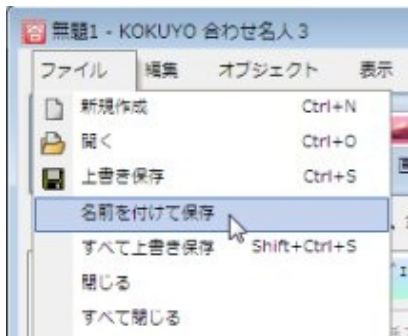 無題1 - KOKUYO 合わせ名人3
ファイル 編集 オブジェクト 表示
新規作成 Ctrl+N
開く Ctrl+O
上書き保存 Ctrl+S
名前を付けて保存
すべて上書き保存 Shift+Ctrl+S
閉じる
すべて閉じる